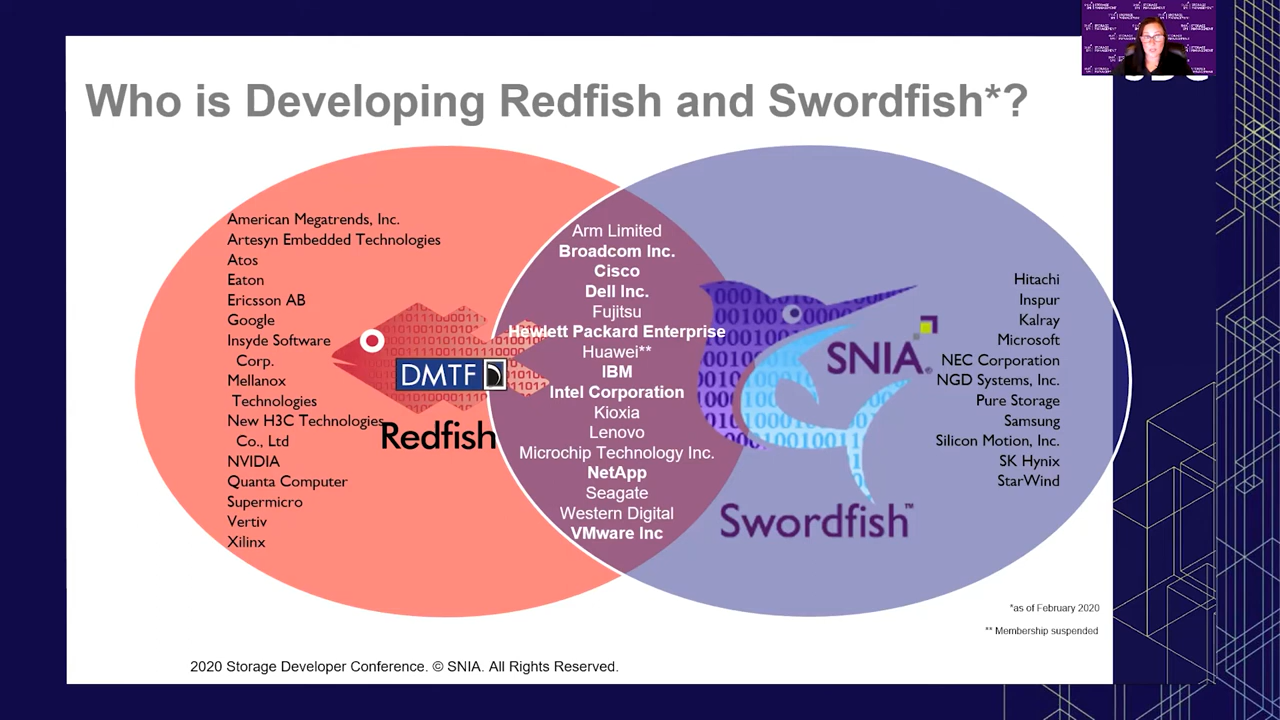 Who is Developing Redfish and Swordfish*?
American Megatrends, Inc.
Artesyn Embedded Technologies
Atos
Eaton
Ericsson AB
Google
Insyde Software
Corp.
Mellanox
Technologies
New H3C Technologies
Co., Ltd
NVIDIA
Quanta Computer
Supermicro
Vertiv
Xilinx
DMTF
Redfish
Arm Limited
Broadcom Inc.
Cisco
Dell Inc.
Fujitsu
Hewlett Packard Enterprise
Huawei**
IBM
Intel Corporation
Kioxia
Lenovo
Microchip Technology Inc.
NetApp
Seagate
Western Digital
VMware Inc
SNIA®
Swordfish™
Hitachi
Inspur
Kalray
Microsoft
NEC Corporation
NGD Systems, Inc.
Pure Storage
Samsung
Silicon Motion, Inc.
SK Hynix
StarWind
*as of February 2020
** Membership suspended
2020 Storage Developer Conference. © SNIA. All Rights Reserved.